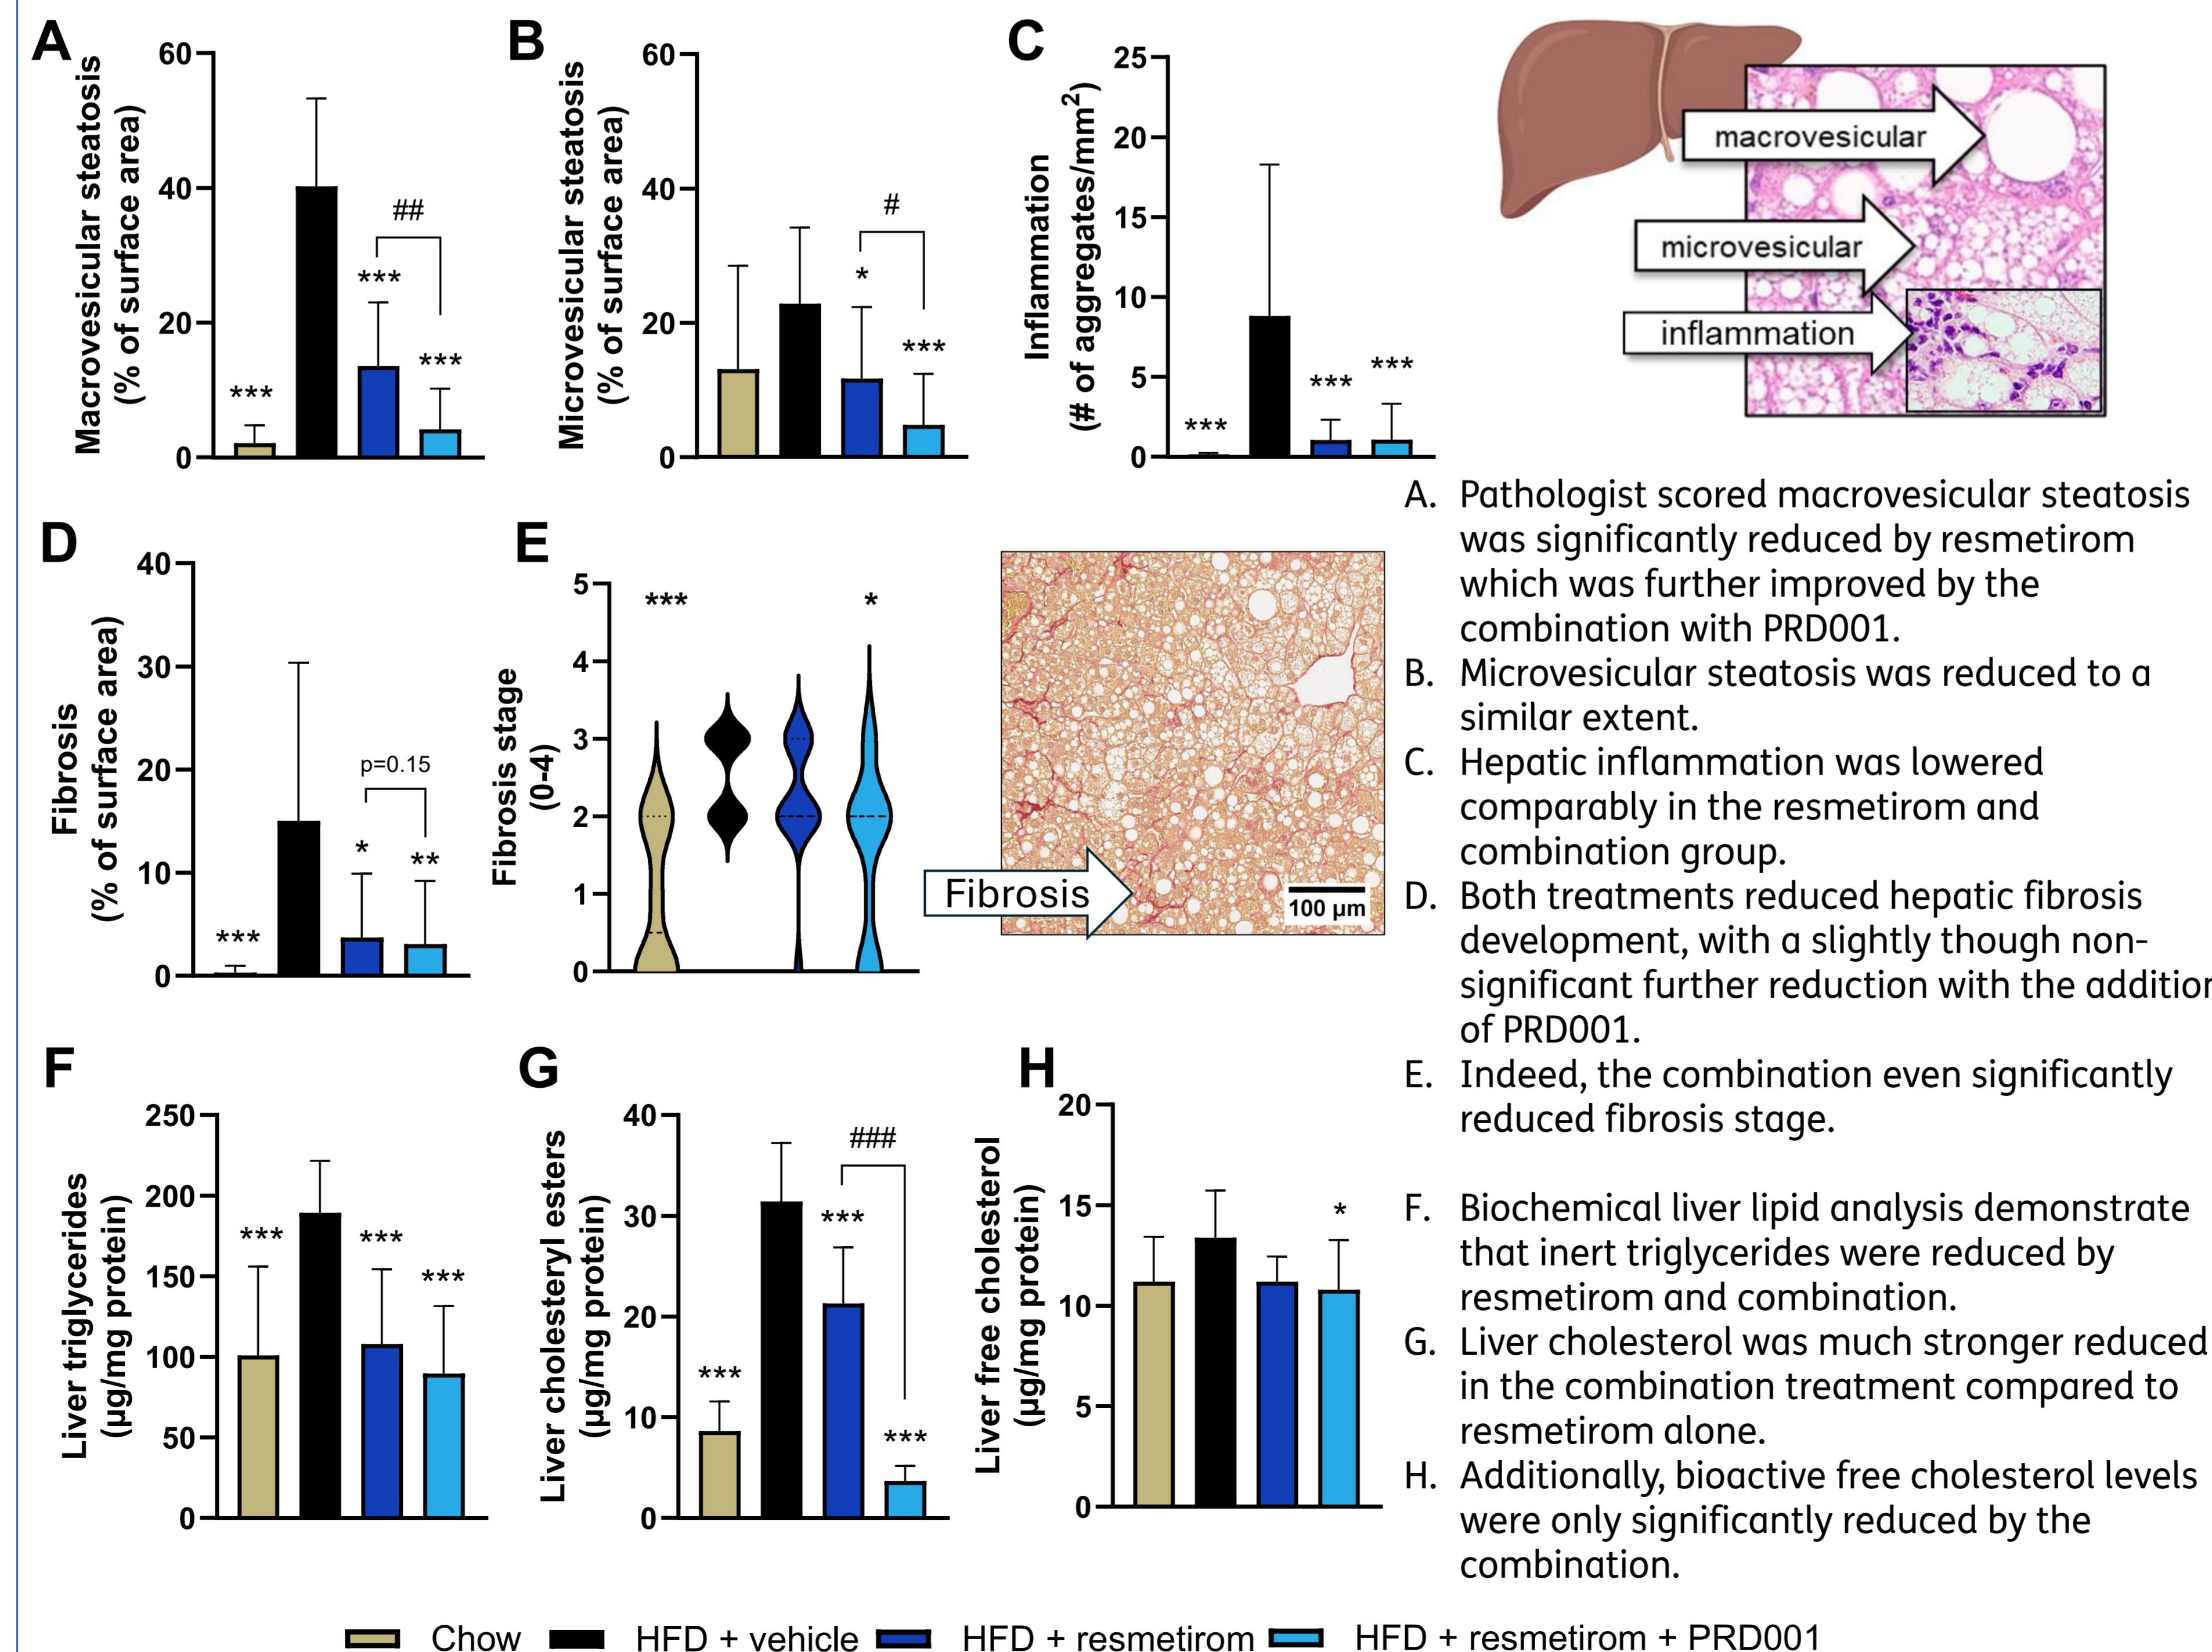 A
Macrovesicular steatosis
(% of surface area)
60
40
20
0
***
***
##
***
B
Microvesicular steatosis
(% of surface area)
60
40
20
0
*
#
***
C
Inflammation
(# of aggregates/mm²)
25
20
15
10
5
0
***
***
***
macrovesicular
microvesicular
inflammation
D
Fibrosis
(% of surface area)
40
30
20
10
0
***
*
p=0.15
**
E
Fibrosis stage
(0-4)
5
4
3
2
1
0
***
*
Fibrosis
100 µm
F
Liver triglycerides
(µg/mg protein)
250
200
150
100
50
0
***
***
***
G
Liver cholesteryl esters
(µg/mg protein)
40
30
20
10
0
***
***
###
***
H
Liver free cholesterol
(µg/mg protein)
20
15
10
5
0
*
A. Pathologist scored macrovesicular steatosis
was significantly reduced by resmetirom
which was further improved by the
combination with PRD001.
B. Microvesicular steatosis was reduced to a
similar extent.
C. Hepatic inflammation was lowered
comparably in the resmetirom and
combination group.
D. Both treatments reduced hepatic fibrosis
development, with a slightly though non-
significant further reduction with the addition
of PRD001.
E. Indeed, the combination even significantly
reduced fibrosis stage.
F. Biochemical liver lipid analysis demonstrate
that inert triglycerides were reduced by
resmetirom and combination.
G. Liver cholesterol was much stronger reduced
in the combination treatment compared to
resmetirom alone.
H. Additionally, bioactive free cholesterol levels
were only significantly reduced by the
combination.
Chow HFD + vehicle HFD + resmetirom HFD + resmetirom + PRD001